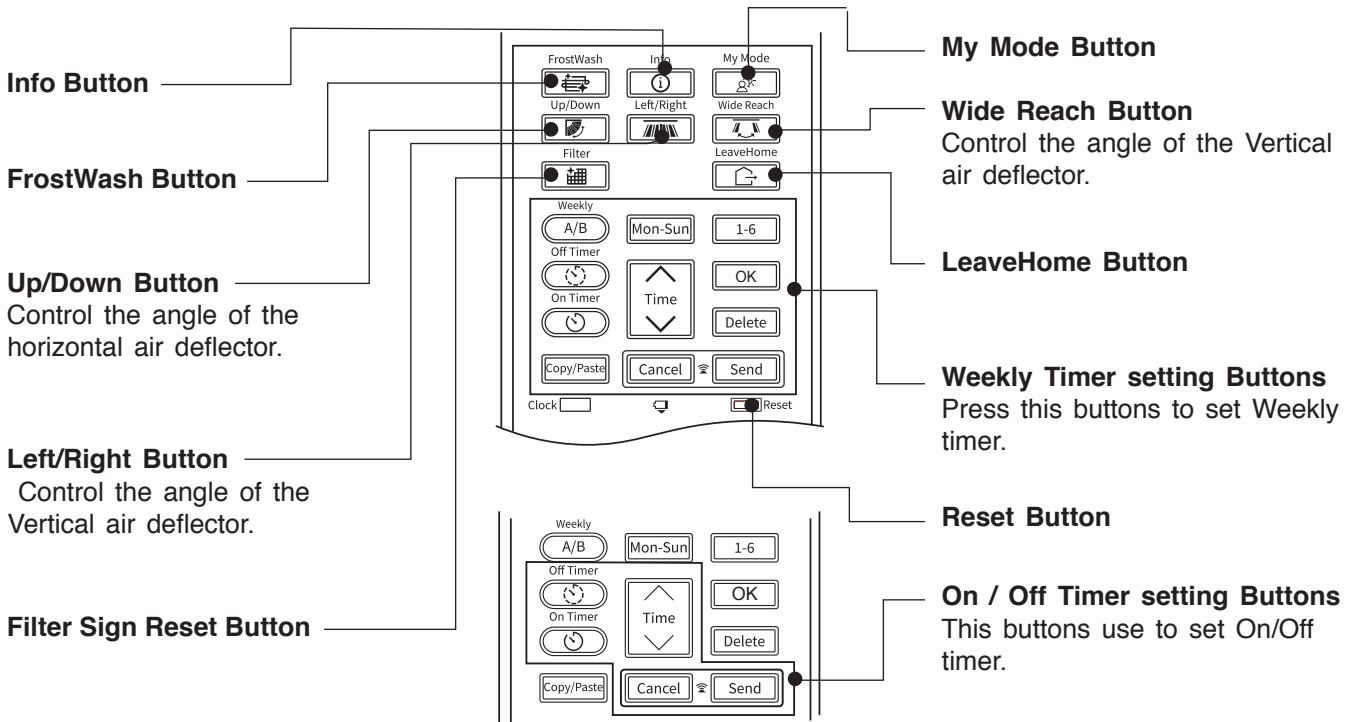 Info Button
FrostWash Button
Up/Down Button
Control the angle of the
horizontal air deflector.
Left/Right Button
Control the angle of the
Vertical air deflector.
Filter Sign Reset Button
FrostWash Info My Mode
Up/Down Left/Right Wide Reach
Filter LeaveHome
Weekly
A/B Mon-Sun 1-6
Off Timer
OK
On Timer Time
Delete
Copy/Paste Cancel Send
Clock Reset
Weekly
A/B Mon-Sun 1-6
Off Timer
OK
On Timer Time
Delete
Copy/Paste Cancel Send
My Mode Button
Wide Reach Button
Control the angle of the Vertical
air deflector.
LeaveHome Button
Weekly Timer setting Buttons
Press this buttons to set Weekly
timer.
Reset Button
On / Off Timer setting Buttons
This buttons use to set On/Off
timer.